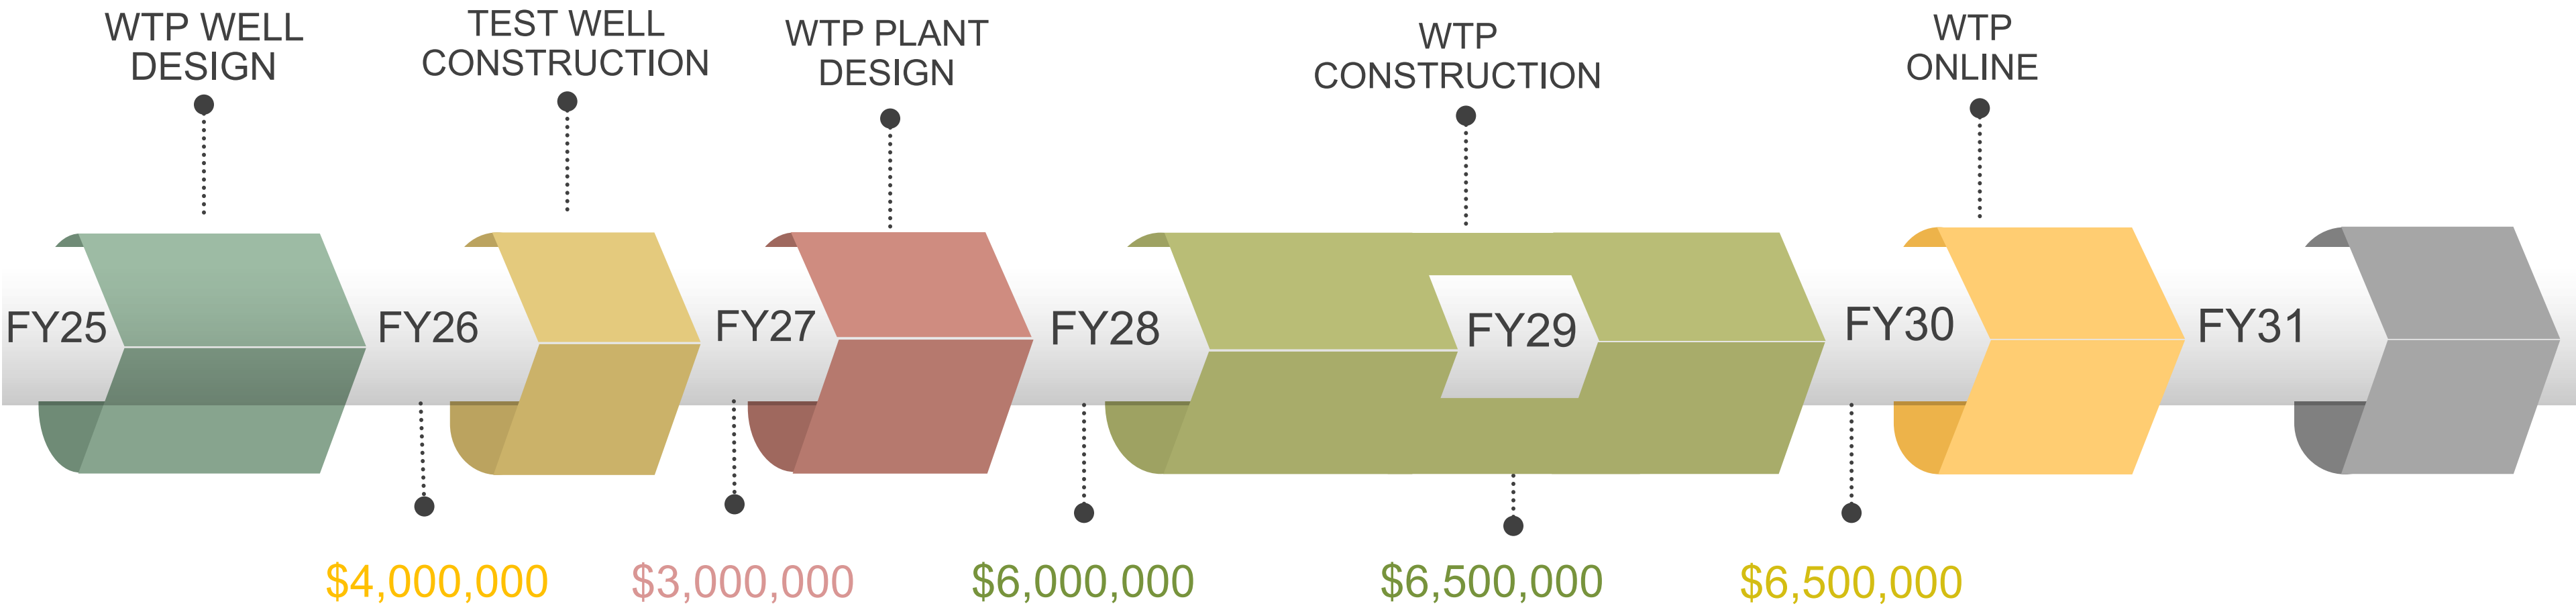 WTP WELL
DESIGN
TEST WELL
CONSTRUCTION
WTP PLANT
DESIGN
WTP
CONSTRUCTION
WTP
ONLINE
FY25
FY26
FY27
FY28
FY29
FY30
FY31
$4,000,000
$3,000,000
$6,000,000
$6,500,000
$6,500,000